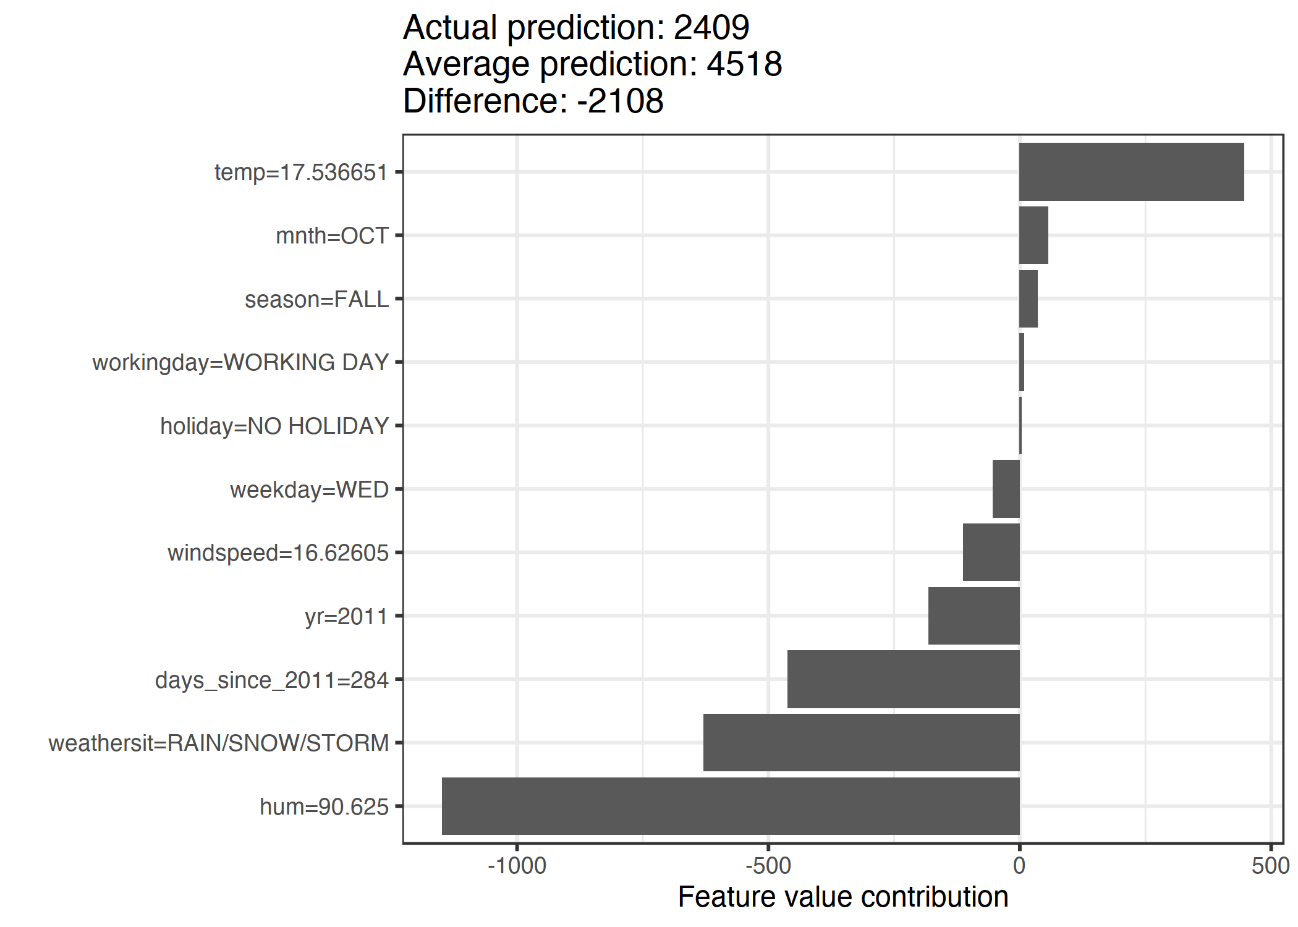 Actual prediction: 2409
Average prediction: 4518
Difference: -2108
temp=17.536651
mnth=OCT
season=FALL
workingday=WORKING DAY
holiday=NO HOLIDAY
weekday=WED
windspeed=16.62605
yr=2011
days_since_2011=284
weathersit=RAIN/SNOW/STORM
hum=90.625
-1000 -500 0 500
Feature value contribution